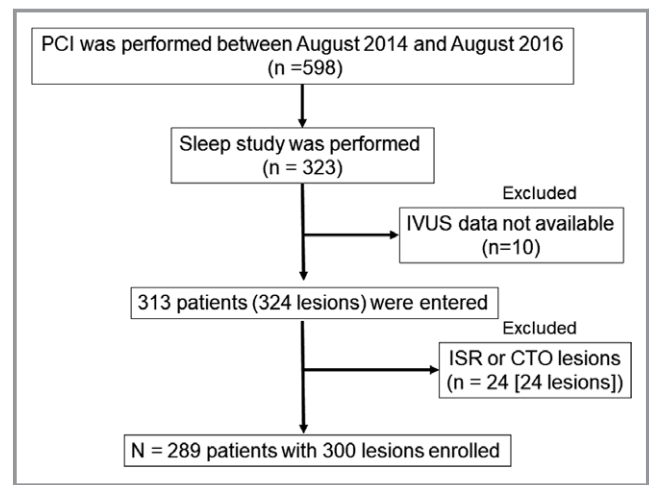 PCI was performed between August 2014 and August 2016
(n =598)
Sleep study was performed
(n = 323)
Excluded
IVUS data not available
(n=10)
313 patients (324 lesions) were entered
Excluded
ISR or CTO lesions
(n = 24 [24 lesions])
N = 289 patients with 300 lesions enrolled